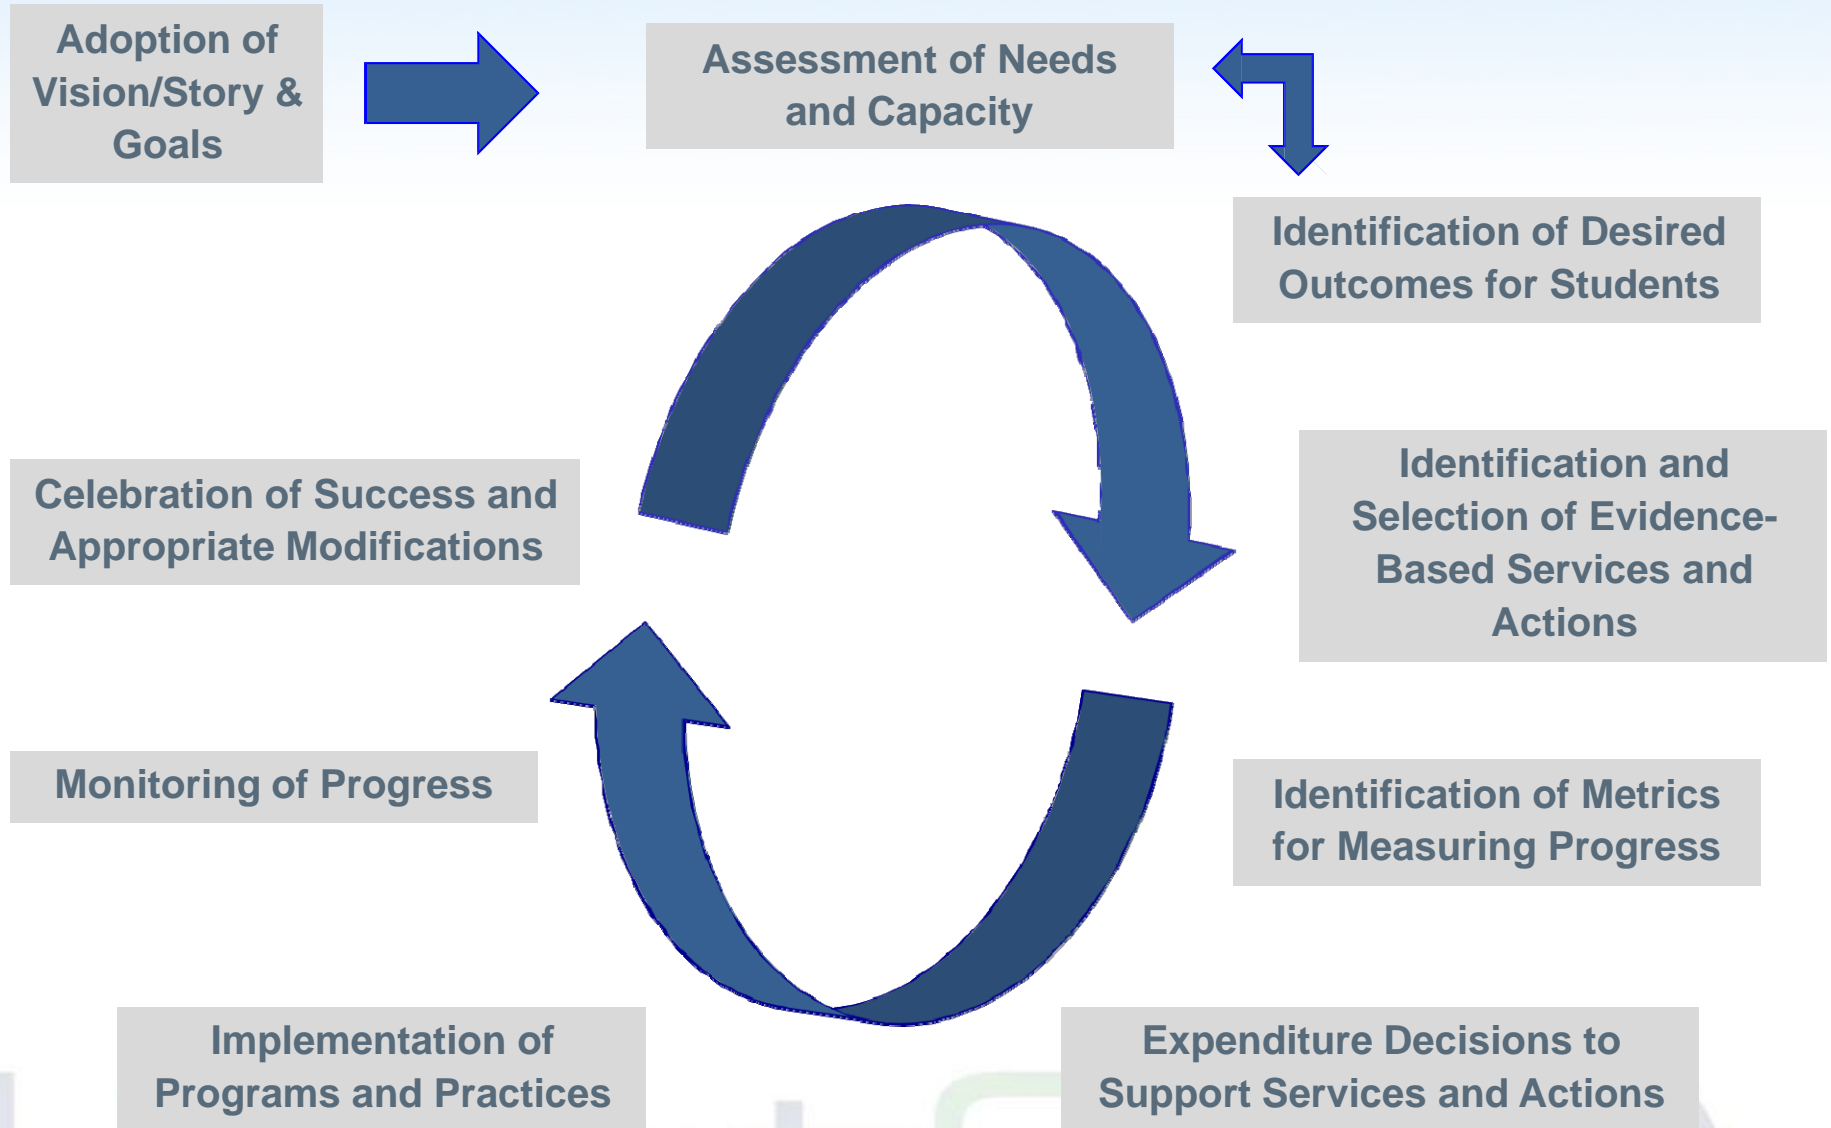 Adoption of
Vision/Story &
Goals
Assessment of Needs
and Capacity
Identification of Desired
Outcomes for Students
Identification and
Selection of Evidence-
Based Services and
Actions
Identification of Metrics
for Measuring Progress
Expenditure Decisions to
Support Services and Actions
Implementation of
Programs and Practices
Monitoring of Progress
Celebration of Success and
Appropriate Modifications